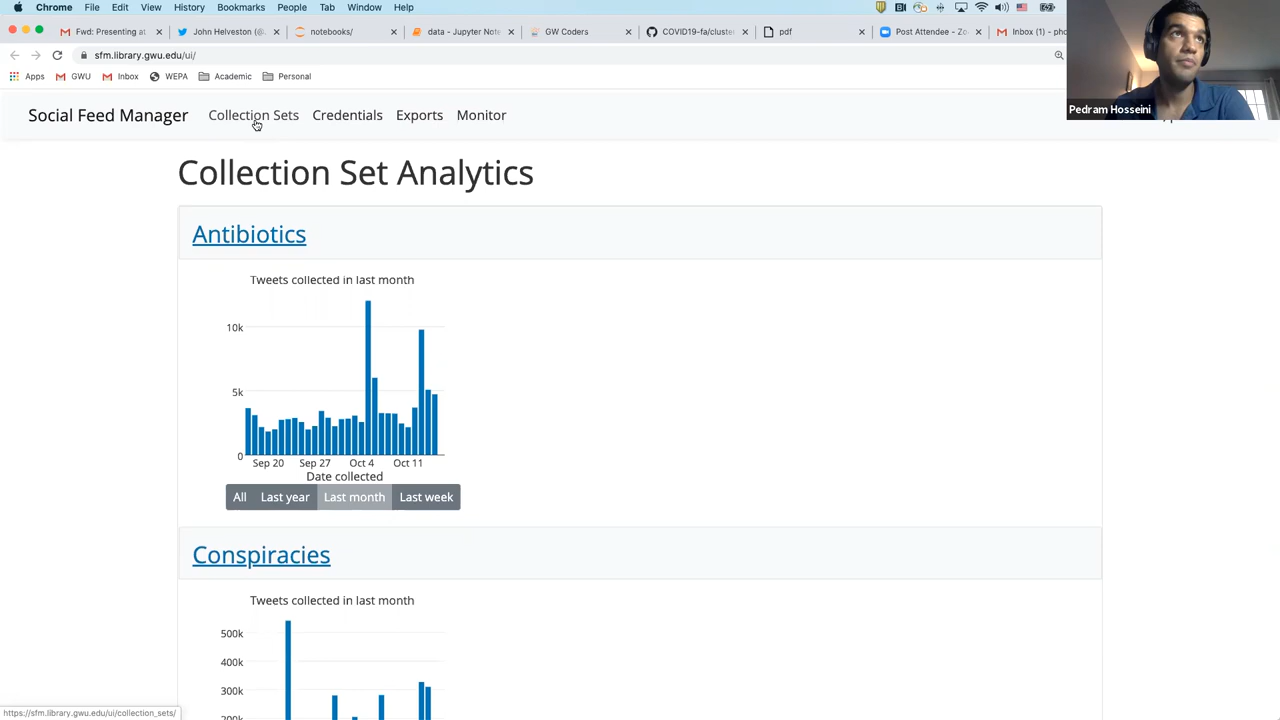 Chrome File Edit View History Bookmarks People Tab Window Help
Fwd: Presenting at John Helveston (@. notebooks/ data - Jupyter Note GW Coders COVID19-fa/cluster pdf Post Attendee - Zo Inbox (1) - pho
sfm.library.gwu.edu/ui/
Apps GWU Inbox WEPA Academic Personal
Pedram Hosseini
Social Feed Manager Collection Sets Credentials Exports Monitor
Collection Set Analytics
Antibiotics
Tweets collected in last month
10k
5k
0
Sep 20 Sep 27 Oct 4 Oct 11
Date collected
All Last year Last month Last week
Conspiracies
Tweets collected in last month
500k
400k
300k
200k
https://sfm.library.gwu.edu/ui/collection_sets/